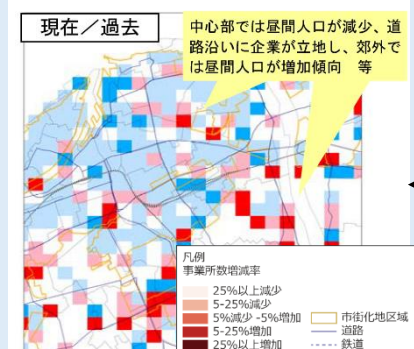 現在／過去
中心部では昼間人口が減少、道
路沿いに企業が立地し、郊外で
は昼間人口が増加傾向　等
凡例
事業所数増減率
25%以上減少
5-25%減少
5%減少 -5%増加
5-25%増加
25%以上増加
市街化地区域
道路
鉄道